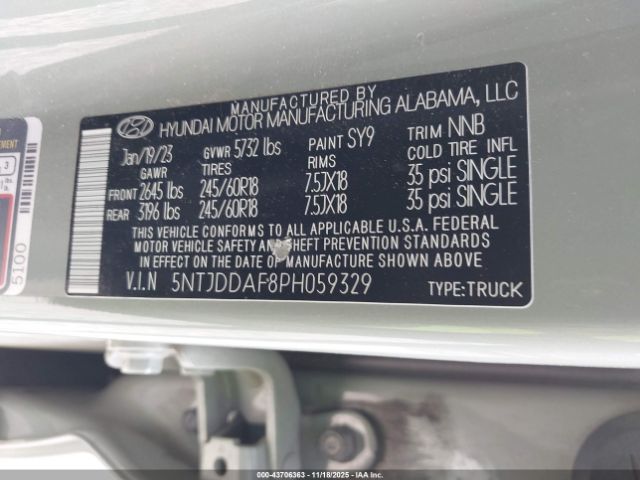 MANUFACTURED BY
HYUNDAI MOTOR MANUFACTURING ALABAMA, LLC
Jan/19/23 GVWR 5732 lbs PAINT SY9 TRIM NNB
GAWR TIRES RIMS COLD TIRE INFL
FRONT 2645 lbs 245/60R18 7.5JX18 35 psi SINGLE
REAR 3196 lbs 245/60R18 7.5JX18 35 psi SINGLE
THIS VEHICLE CONFORMS TO ALL APPLICABLE U.S.A. FEDERAL
MOTOR VEHICLE SAFETY AND THEFT PREVENTION STANDARDS
IN EFFECT ON THE DATE OF MANUFACTURE SHOWN ABOVE
V.I.N 5NTJDDAF8PH059329 TYPE:TRUCK
3
lbs.
5100
000-43706363 - 11/18/2025 - IAA Inc.